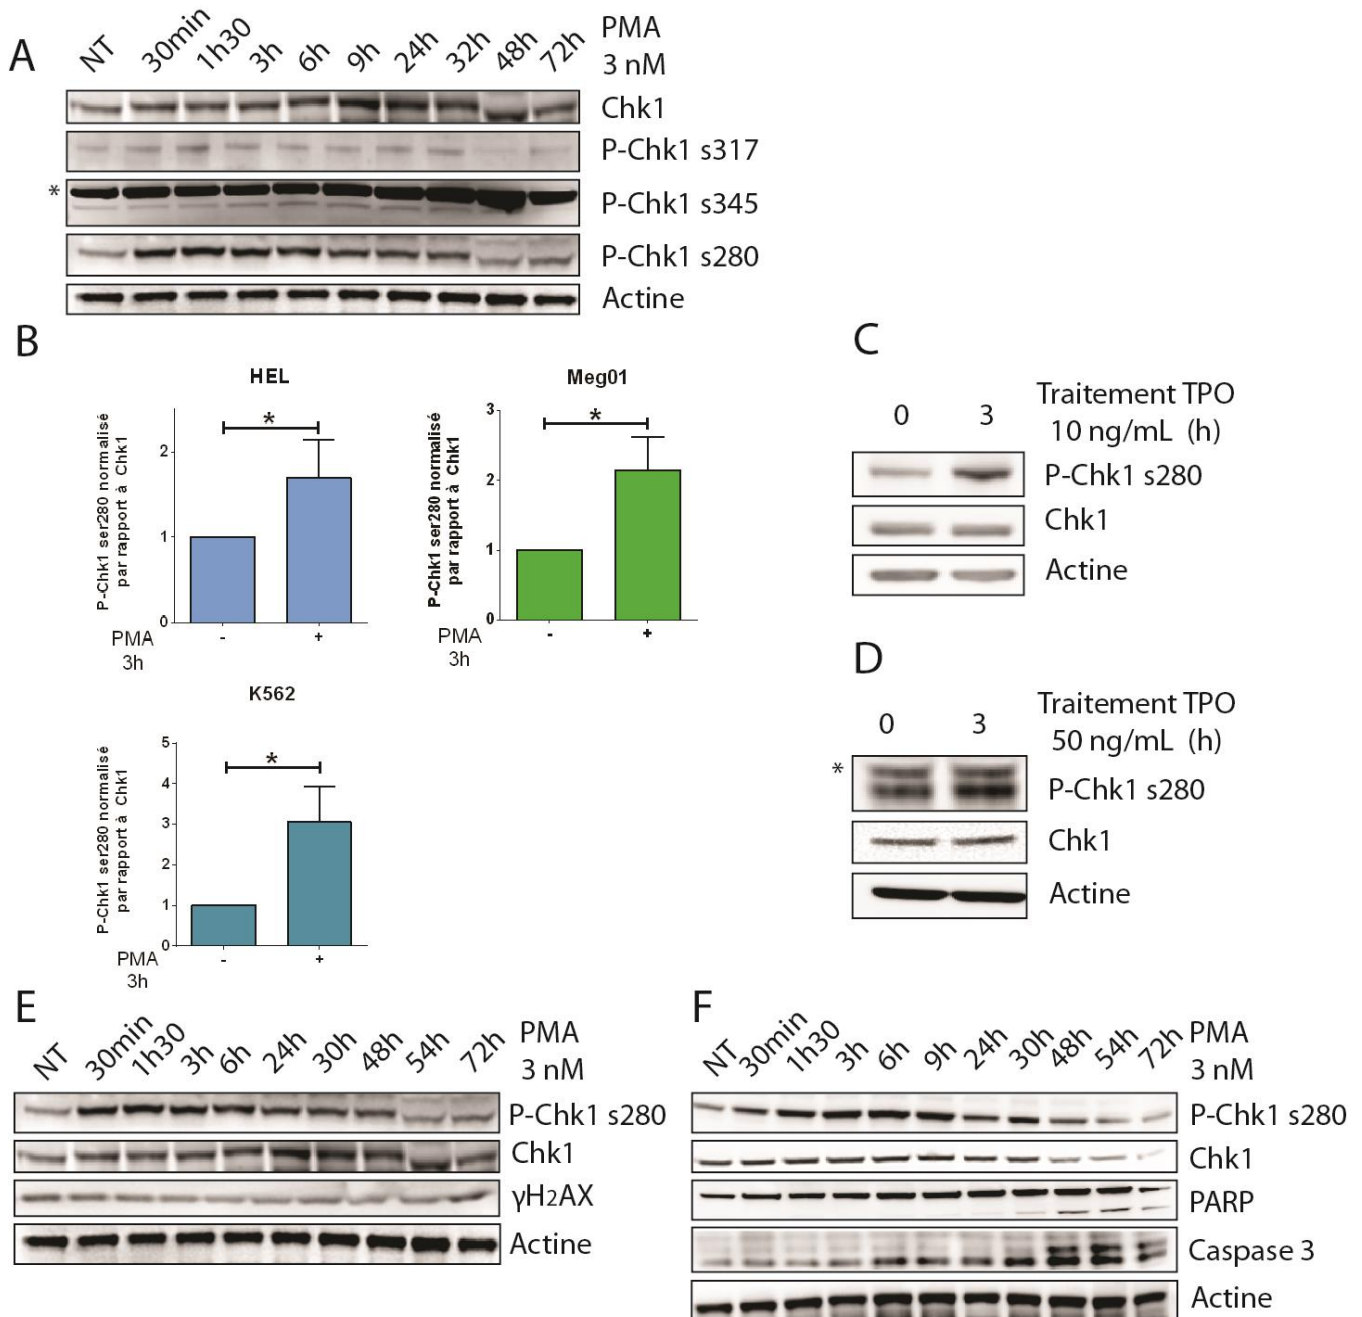 A
NT 30min 1h30 3h 6h 9h 24h 32h 48h 72h
PMA
3 nM
Chk1
P-Chk1 s317
*
P-Chk1 s345
P-Chk1 s280
Actine
B
HEL
P-Chk1 ser280 normalisé
par rapport à Chk1
2
1
0
*
PMA - +
3h
Meg01
P-Chk1 ser280 normalisé
par rapport à Chk1
3
2
1
0
*
PMA - +
3h
K562
P-Chk1 ser280 normalisé
par rapport à Chk1
5
4
3
2
1
0
*
PMA - +
3h
C
Traitement TPO
0 3 10 ng/mL (h)
P-Chk1 s280
Chk1
Actine
D
Traitement TPO
0 3 50 ng/mL (h)
*
P-Chk1 s280
Chk1
Actine
E
NT 30min 1h30 3h 6h 24h 30h 48h 54h 72h
PMA
3 nM
P-Chk1 s280
Chk1
γH2AX
Actine
F
NT 30min 1h30 3h 6h 9h 24h 30h 48h 54h 72h
PMA
3 nM
P-Chk1 s280
Chk1
PARP
Caspase 3
Actine